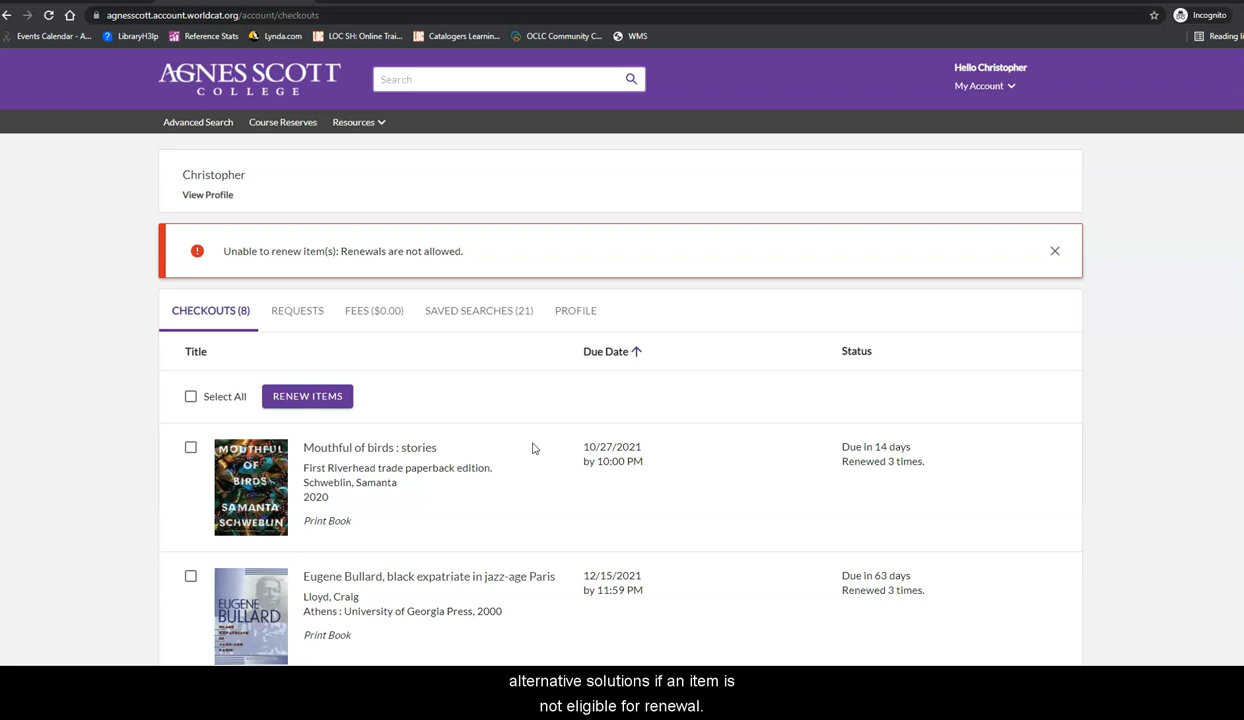 agnesscott.account.worldcat.org/account/checkouts
Incognito
Events Calendar - A...
LibraryH3lp
Reference Stats
Lynda.com
LOC SH: Online Trai...
Catalogers Learnin...
OCLC Community C...
WMS
Reading li
AGNES SCOTT
COLLEGE
Search
Hello Christopher
My Account
Advanced Search
Course Reserves
Resources
Christopher
View Profile
Unable to renew item(s): Renewals are not allowed.
CHECKOUTS (8)
REQUESTS
FEES ($0.00)
SAVED SEARCHES (21)
PROFILE
Title
Due Date
Status
Select All
RENEW ITEMS
MOUTHFUL
OF
BIRDS
SAMANTA
SCHWEBLIN
Mouthful of birds : stories
First Riverhead trade paperback edition.
Schweblin, Samanta
2020
Print Book
10/27/2021
by 10:00 PM
Due in 14 days
Renewed 3 times.
EUGENE
BULLARD
Eugene Bullard, black expatriate in jazz-age Paris
Lloyd, Craig
Athens : University of Georgia Press, 2000
Print Book
12/15/2021
by 11:59 PM
Due in 63 days
Renewed 3 times.
alternative solutions if an item is
not eligible for renewal.